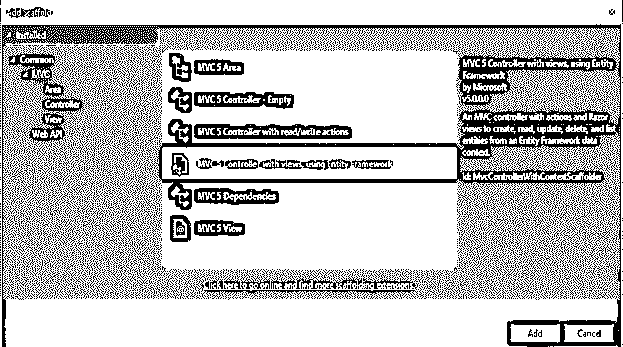 Add Scaffold
Installed
Common
MVC
Area
Controller
View
Web API
MVC 5 Area
MVC 5 Controller - Empty
MVC 5 Controller with read/write actions
MVC 5 Controller with views, using Entity Framework
MVC 5 Dependencies
MVC 5 View
Click here to go online and find more scaffolding extensions.
MVC 5 Controller with views, using Entity
Framework
by Microsoft
v5.0.0.0
An MVC controller with actions and Razor
views to create, read, update, delete, and list
entities from an Entity Framework data
context.
Id: MvcControllerWithContextScaffolder
Add
Cancel